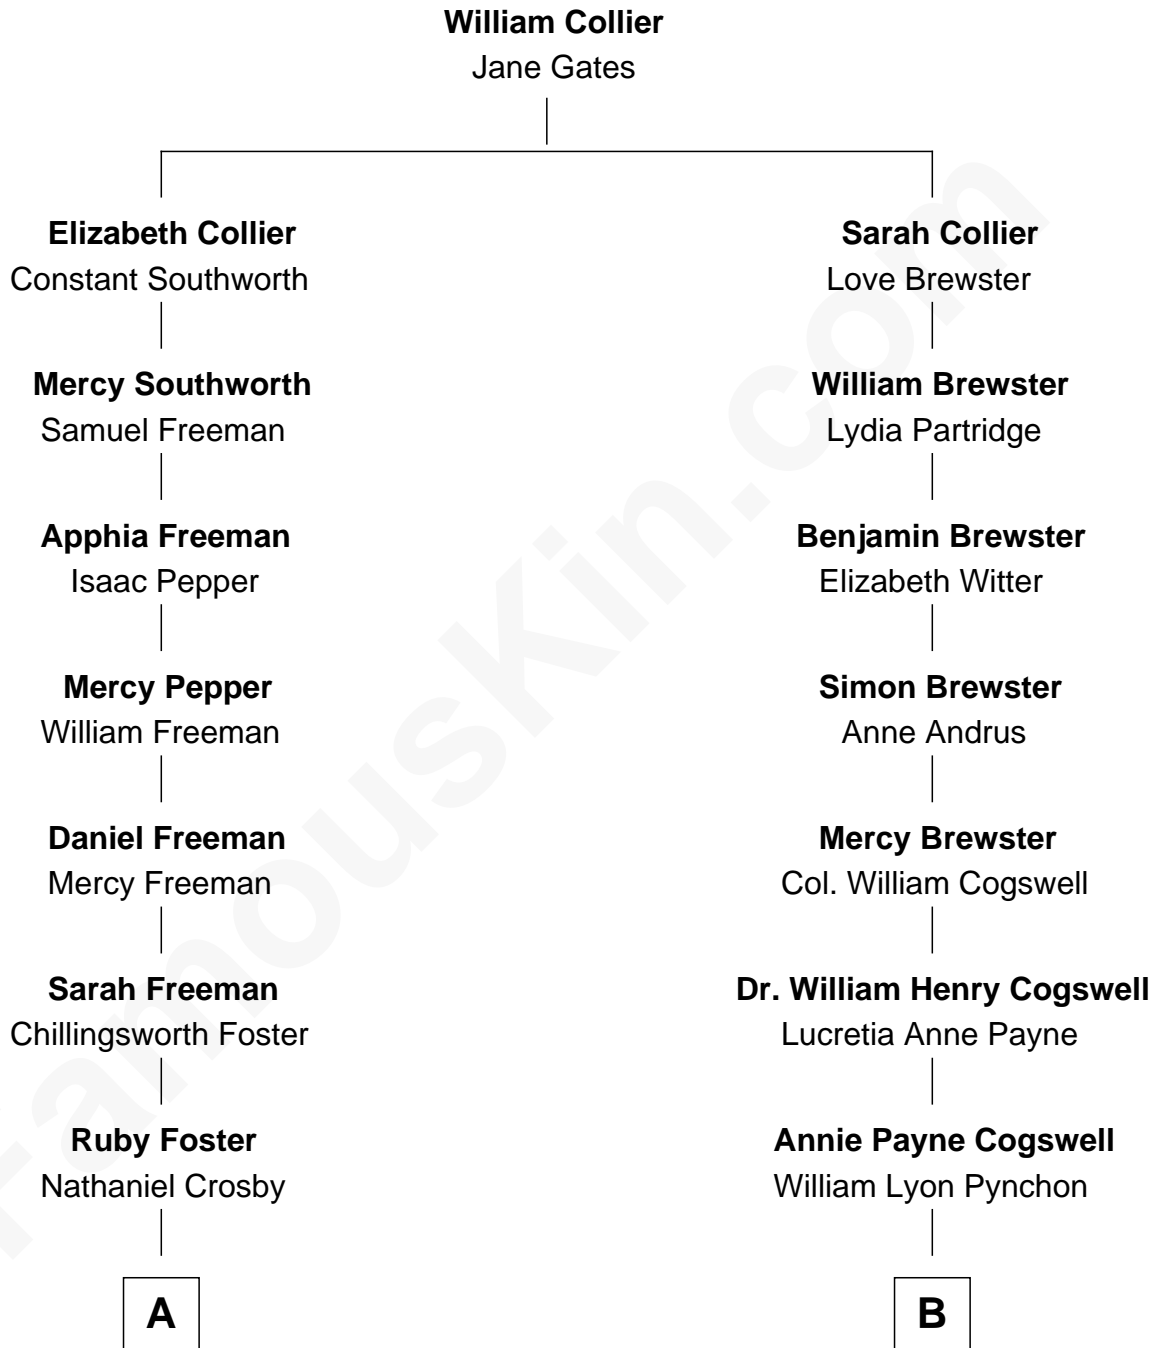 William Collier
Jane Gates
Elizabeth Collier
Constant Southworth
Sarah Collier
Love Brewster
Mercy Southworth
Samuel Freeman
William Brewster
Lydia Partridge
Apphia Freeman
Isaac Pepper
Benjamin Brewster
Elizabeth Witter
Mercy Pepper
William Freeman
Simon Brewster
Anne Andrus
Daniel Freeman
Mercy Freeman
Mercy Brewster
Col. William Cogswell
Sarah Freeman
Chillingsworth Foster
Dr. William Henry Cogswell
Lucretia Anne Payne
Ruby Foster
Nathaniel Crosby
Annie Payne Cogswell
William Lyon Pynchon
A
B
FamousKin.com